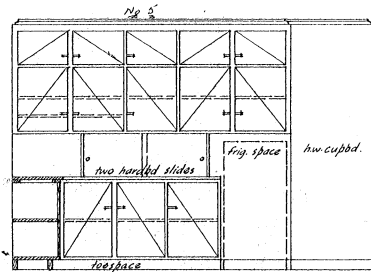 No 5
frig. space
h.w. cupbd.
two hardbd slides
toespace